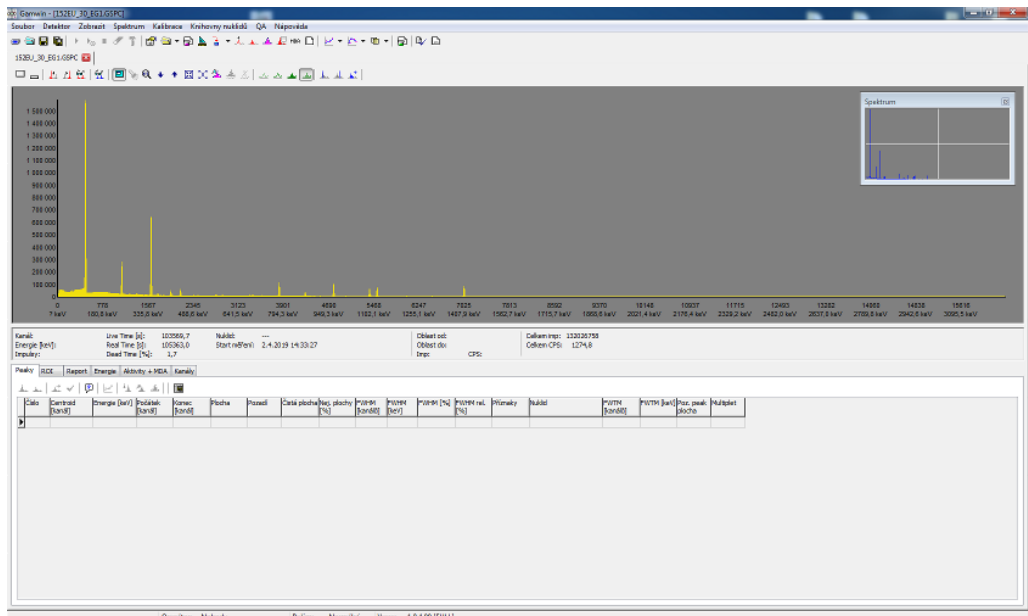 Gamwin - [152EU_30_EG1.GSPC]
Soubor Detektor Zobrazit Spektrum Kalibrace Knihovny nuklidů QA Nápověda
152EU_30_EG1.GSPC
Spektrum
1 500 000
1 400 000
1 300 000
1 200 000
1 100 000
1 000 000
900 000
800 000
700 000
600 000
500 000
400 000
300 000
200 000
100 000
0
0 778 1567 2345 3123 3901 4690 5468 6247 7025 7813 8592 9370 10148 10937 11715 12493 13282 14060 14838 15616
? keV 180,8 keV 335,8 keV 488,6 keV 641,5 keV 794,3 keV 949,3 keV 1102,1 keV 1255,1 keV 1407,9 keV 1562,7 keV 1715,7 keV 1868,6 keV 2021,4 keV 2176,4 keV 2329,2 keV 2482,0 keV 2637,0 keV 2789,8 keV 2942,6 keV 3095,5 keV
Kanál: Live Time [s]: 103569,7 Nuklid: --- Oblast od: Celkem imp: 132026758
Energie [keV]: Real Time [s]: 105363,0 Start měření: 2.4.2019 14:33:27 Oblast do: Celkem CPS: 1274,8
Impulsy: Dead Time [%]: 1,7 Imp: CPS:
Peaky ROI Report Energie Aktivity + MDA Kanály
Číslo Centroid [kanál] Energie [keV] Počátek [kanál] Konec [kanál] Plocha Pozadí Čistá plocha Nej. plochy [%] FWHM [kanálů] FWHM [keV] FWHM [%] FWHM rel. [%] Příznaky Nuklid FWTM [kanálů] FWTM [keV] Poz. peak plocha Multiplet